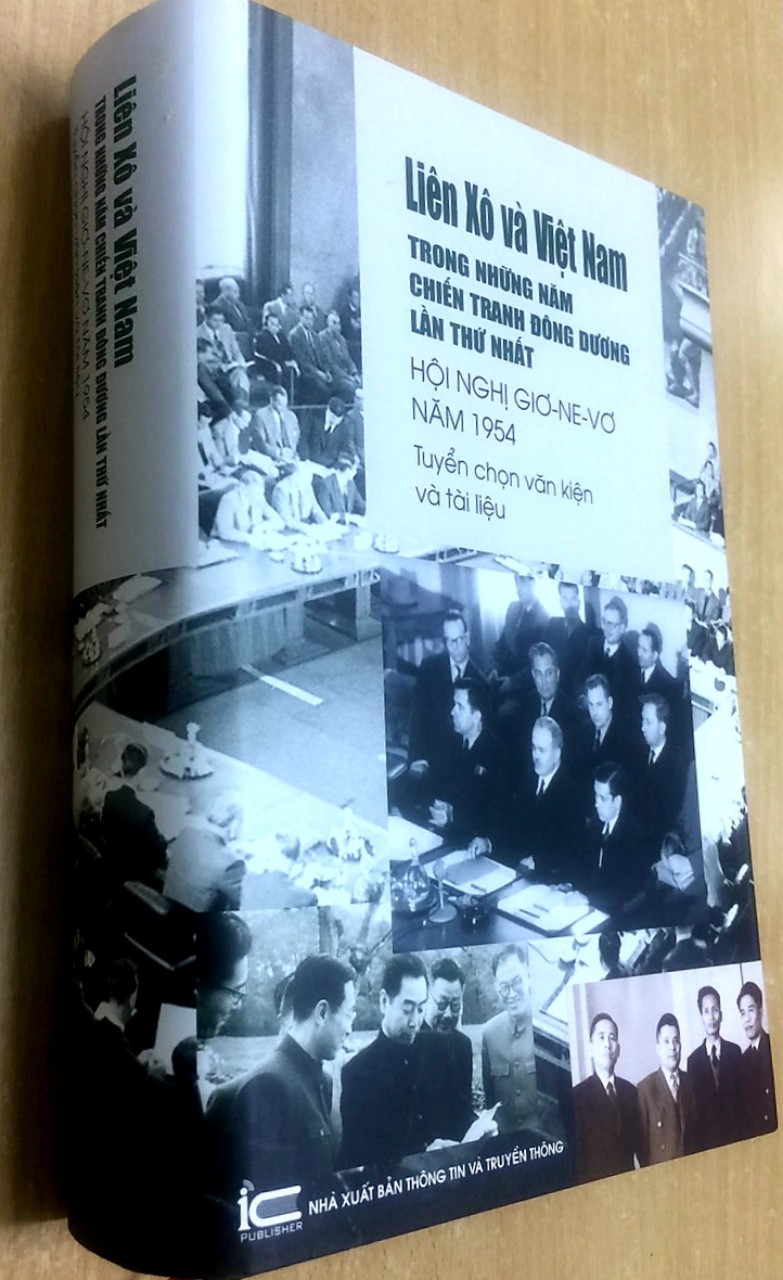 Liên Xô và Việt Nam
TRONG NHỮNG NĂM CHIẾN TRANH ĐÔNG DƯƠNG LẦN THỨ NHẤT
HỘI NGHỊ GIƠ-NE-VƠ NĂM 1954
Liên Xô và Việt Nam
TRONG NHỮNG NĂM
CHIẾN TRANH ĐÔNG DƯƠNG
LẦN THỨ NHẤT
HỘI NGHỊ GIƠ-NE-VƠ
NĂM 1954
Tuyển chọn văn kiện
và tài liệu
ic
PUBLISHER
NHÀ XUẤT BẢN THÔNG TIN VÀ TRUYỀN THÔNG